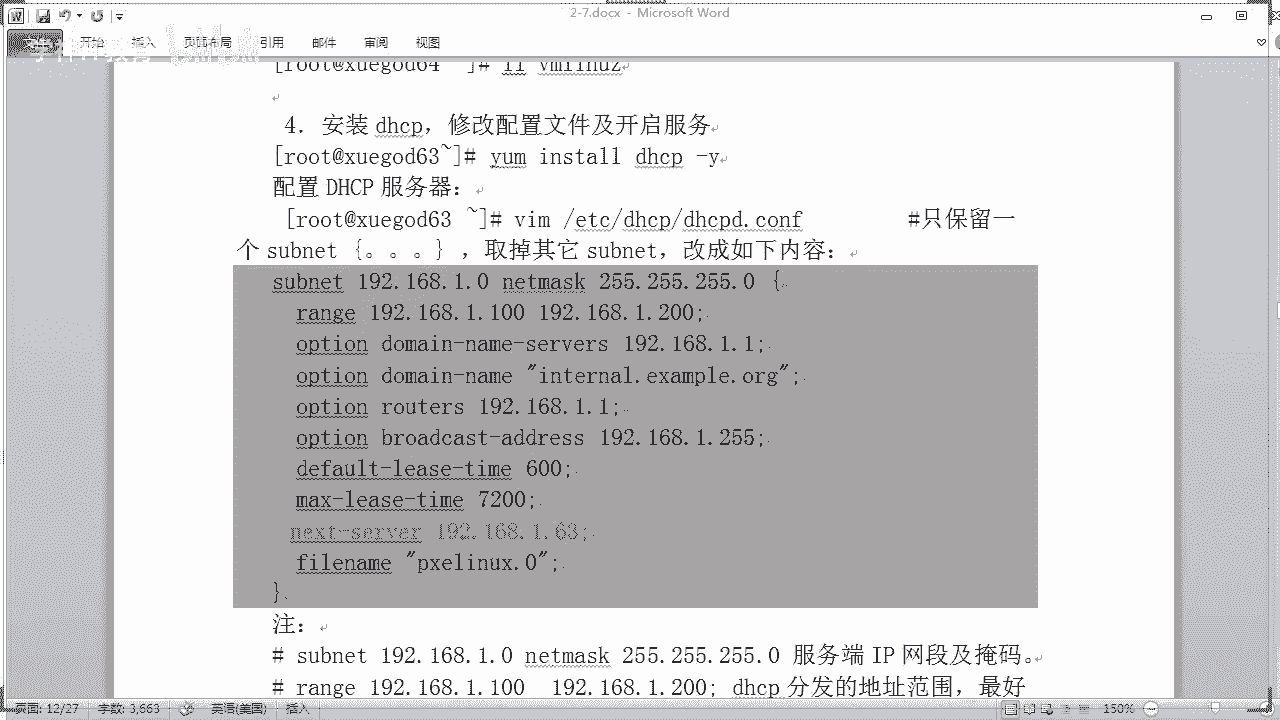 2-7.docx - Microsoft Word
开始 插入 页面布局 引用 邮件 审阅 视图
[root@xuegod64 ~]# ll vmlinuz
4. 安装 dhcp，修改配置文件及开启服务
[root@xuegod63~]# yum install dhcp -y
配置 DHCP 服务器：
[root@xuegod63 ~]# vim /etc/dhcp/dhcpd.conf #只保留一
个 subnet {。。。} ，取掉其它 subnet，改成如下内容：
subnet 192.168.1.0 netmask 255.255.255.0 {
range 192.168.1.100 192.168.1.200;
option domain-name-servers 192.168.1.1;
option domain-name "internal.example.org";
option routers 192.168.1.1;
option broadcast-address 192.168.1.255;
default-lease-time 600;
max-lease-time 7200;
next-server 192.168.1.63;
filename "pxelinux.0";
}
注：
# subnet 192.168.1.0 netmask 255.255.255.0 服务端 IP 网段及掩码。
# range 192.168.1.100 192.168.1.200; dhcp 分发的地址范围，最好
页面: 12/27 字数: 3,663 英语(美国) 插入 150%